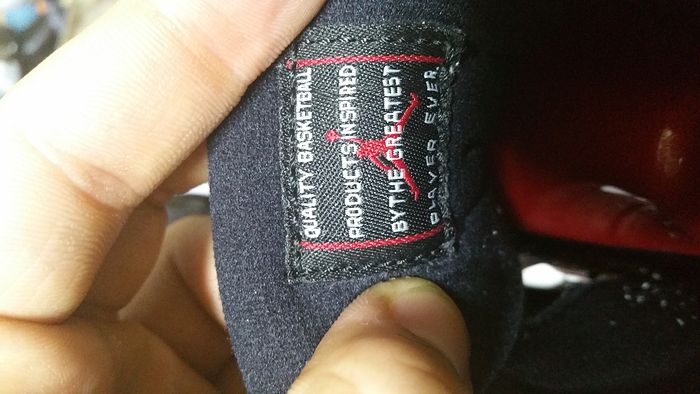 QUALITY BASKETBALL
PRODUCTS INSPIRED
BY THE GREATEST
PLAYER EVER